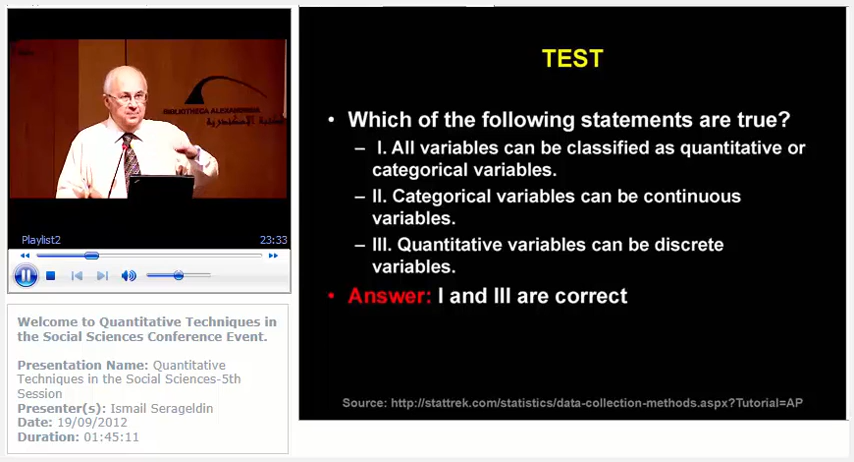 BIBLIOTHECA ALEXANDRINA
مكتبة الإسكندرية
Playlist2
23:33
Welcome to Quantitative Techniques in
the Social Sciences Conference Event.
Presentation Name: Quantitative
Techniques in the Social Sciences-5th
Session
Presenter(s): Ismail Serageldin
Date: 19/09/2012
Duration: 01:45:11
TEST
• Which of the following statements are true?
– I. All variables can be classified as quantitative or
categorical variables.
– II. Categorical variables can be continuous
variables.
– III. Quantitative variables can be discrete
variables.
• Answer: I and III are correct
Source: http://stattrek.com/statistics/data-collection-methods.aspx?Tutorial=AP